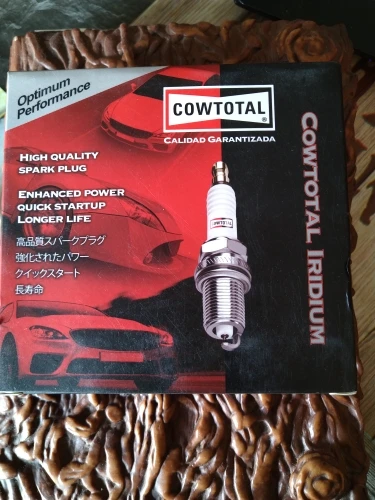 Optimum
Performance
COWTOTAL
®
CALIDAD GARANTIZADA
HIGH QUALITY
SPARK PLUG
ENHANCED POWER
QUICK STARTUP
LONGER LIFE
高品質スパークプラグ
強化されたパワー
クイックスタート
長寿命
COWTOTAL
COWTOTAL IRIDIUM